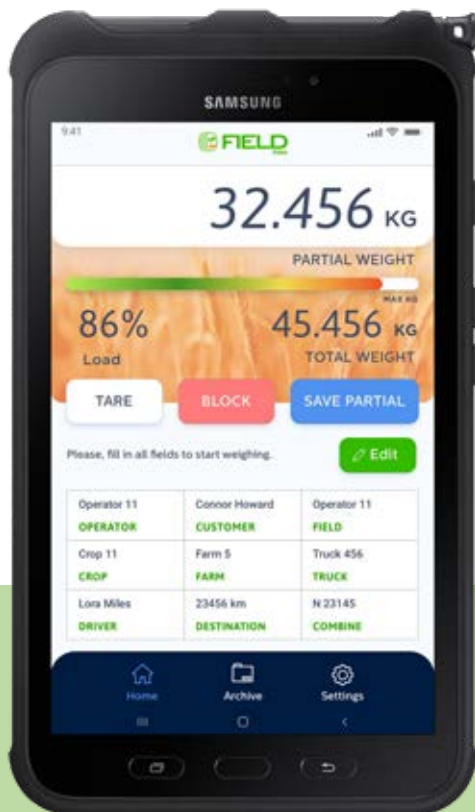 SAMSUNG
9:41
FIELD
32.456 KG
PARTIAL WEIGHT
MAX KG
86% 45.456 KG
Load TOTAL WEIGHT
TARE BLOCK SAVE PARTIAL
Please, fill in all fields to start weighing. Edit
Operator 11 Connor Howard Operator 11
OPERATOR CUSTOMER FIELD
Crop 11 Farm 5 Truck 456
CROP FARM TRUCK
Lora Miles 23456 km N 23145
DRIVER DESTINATION COMBINE
Home Archive Settings